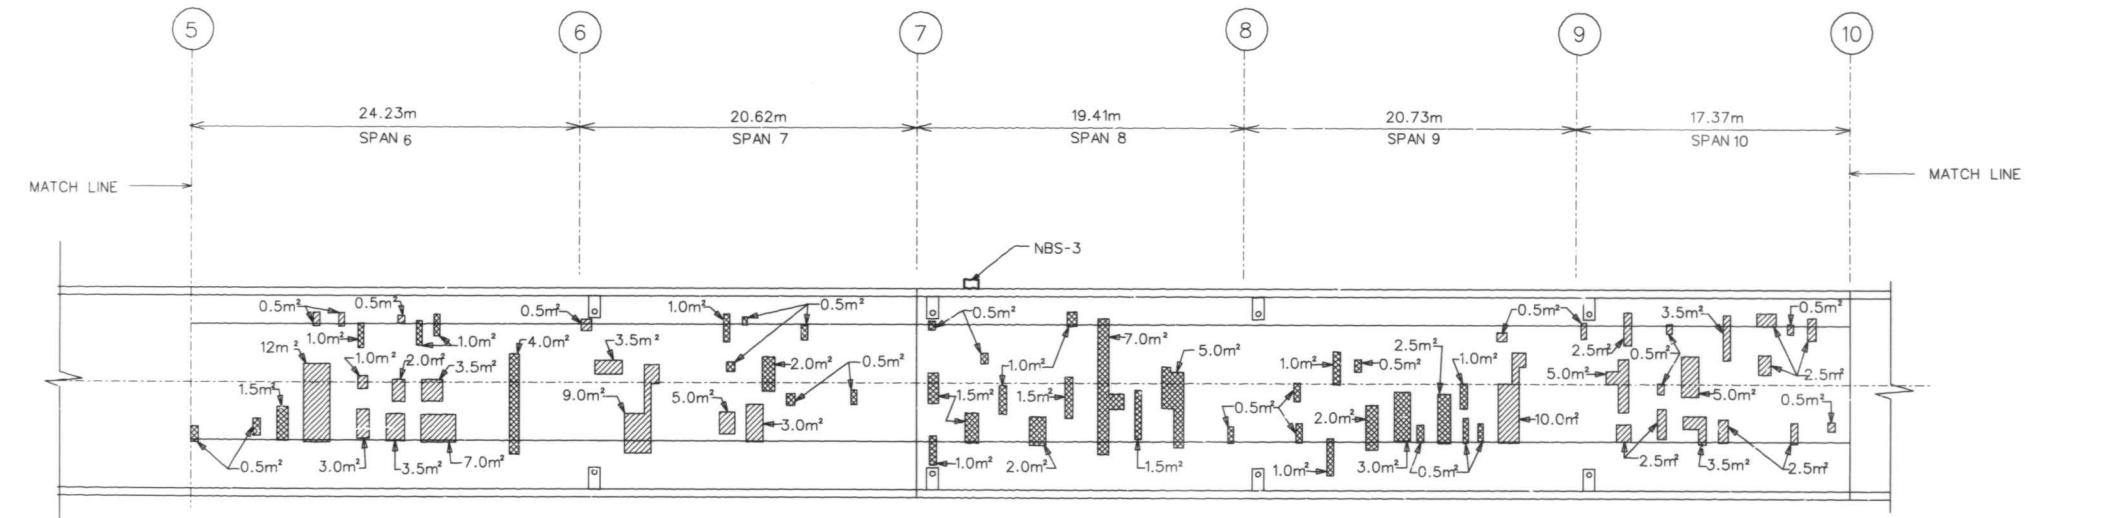 5 6 7 8 9 10
24.23m 20.62m 19.41m 20.73m 17.37m
SPAN 6 SPAN 7 SPAN 8 SPAN 9 SPAN 10
MATCH LINE MATCH LINE
NBS-3
0.5m² 0.5m² 0.5m² 1.0m² 0.5m² 0.5m² 0.5m² 3.5m² 0.5m²
1.0m² 1.0m² 4.0m² 3.5m² 7.0m²
12m² 1.0m² 2.0m² 3.5m² 2.0m² 0.5m² 1.0m² 5.0m² 1.0m² 0.5m² 2.5m² 1.0m² 2.5m² 0.5m² 5.0m² 2.5m²
1.5m² 9.0m² 5.0m² 1.5m² 1.5m² 5.0m² 0.5m²
3.0m² 0.5m² 2.0m² 10.0m²
0.5m² 3.0m² 3.5m² 7.0m² 1.0m² 2.0m² 1.5m² 1.0m² 3.0m² 0.5m² 2.5m² 3.5m² 2.5m²